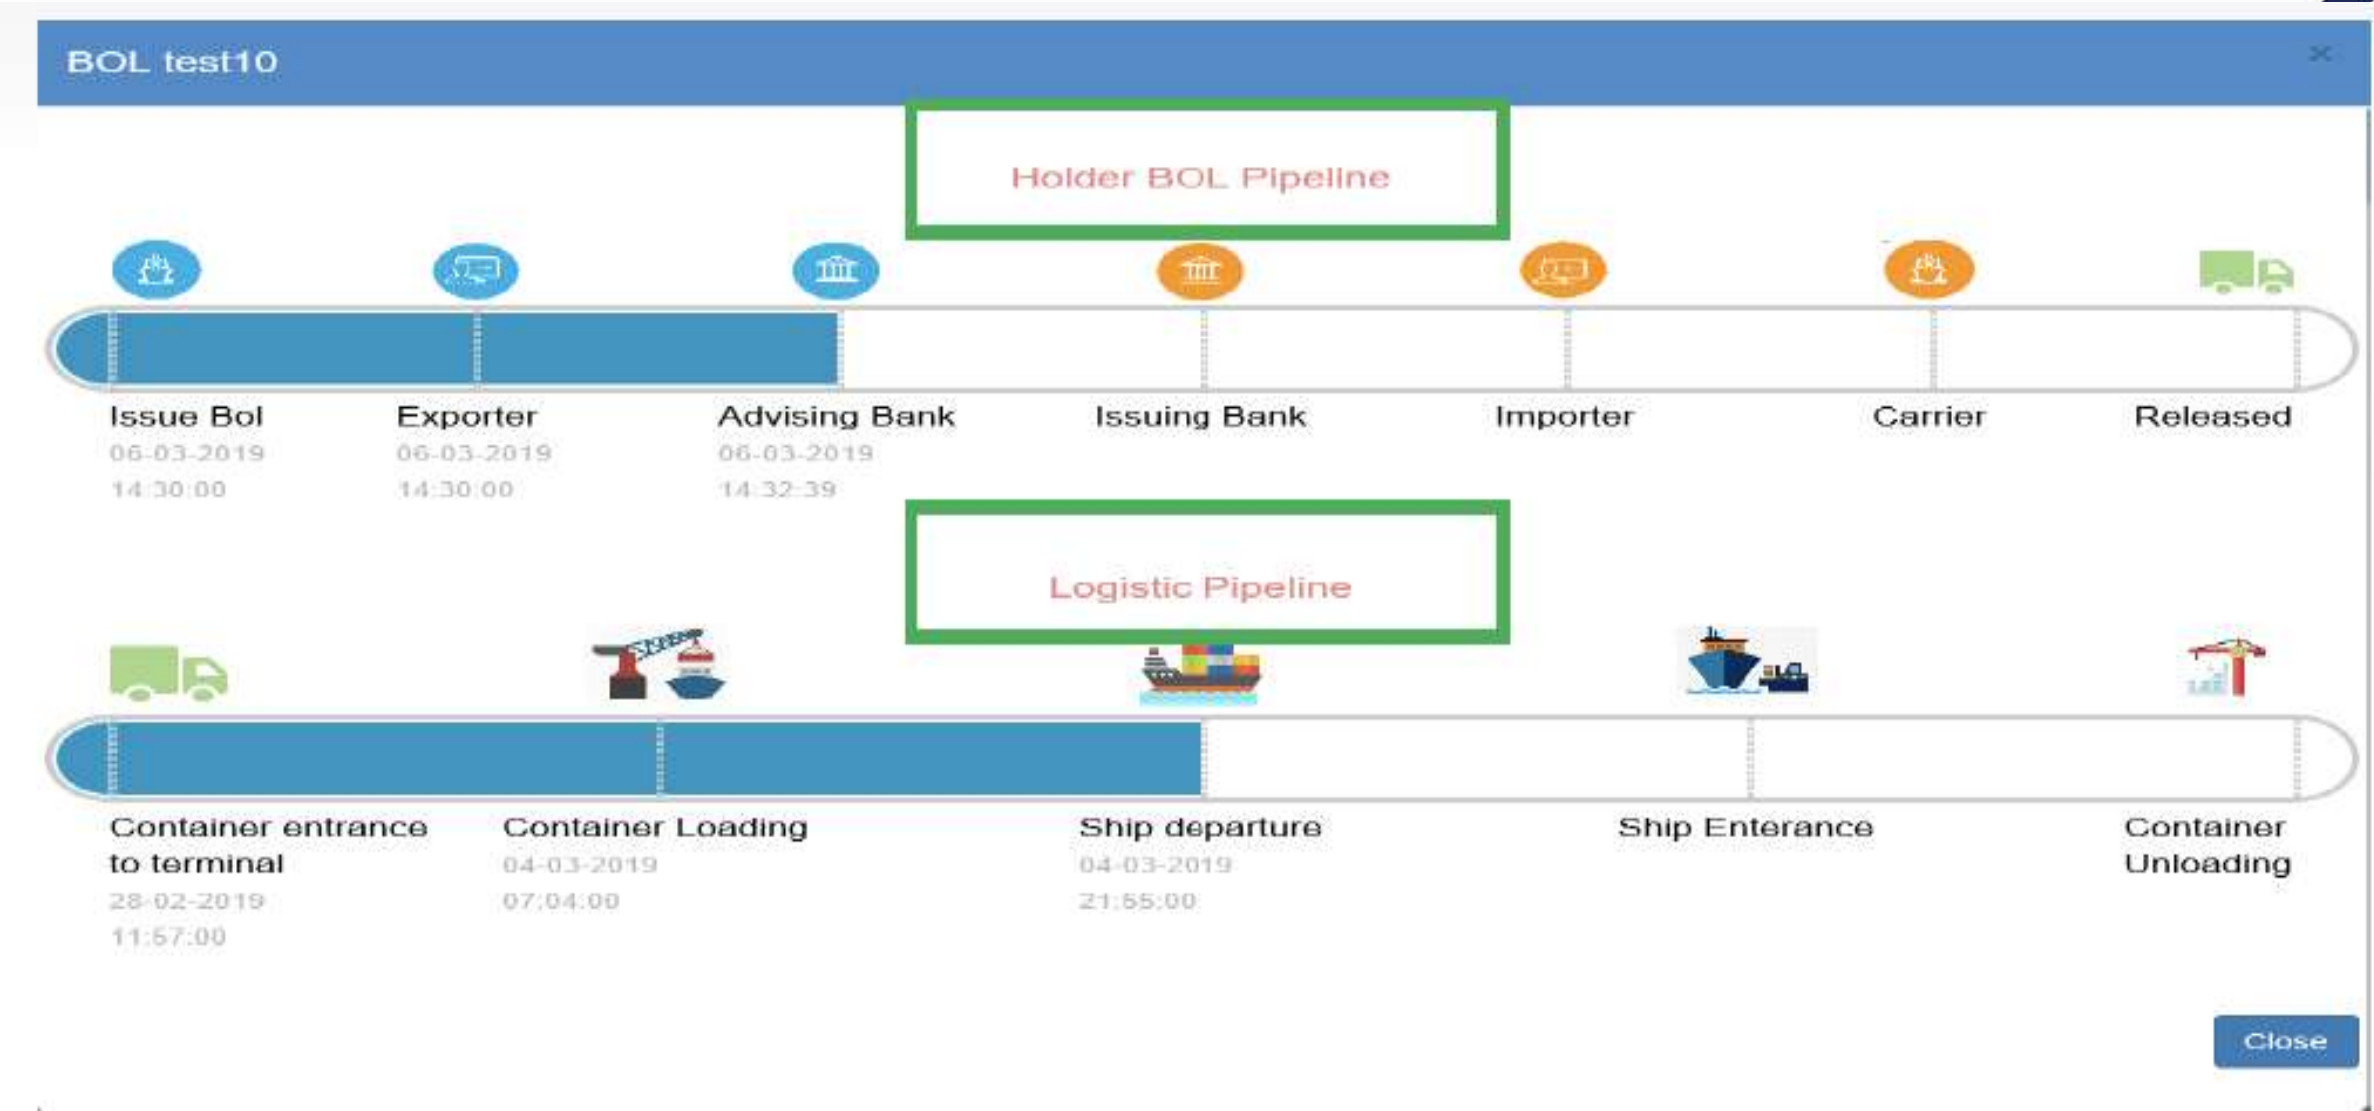 BOL test10
×
Holder BOL Pipeline
Issue Bol
06-03-2019
14:30:00
Exporter
06-03-2019
14:30:00
Advising Bank
06-03-2019
14:32:39
Issuing Bank
Importer
Carrier
Released
Logistic Pipeline
Container entrance
to terminal
28-02-2019
11:57:00
Container Loading
04-03-2019
07:04:00
Ship departure
04-03-2019
21:55:00
Ship Enterance
Container
Unloading
Close